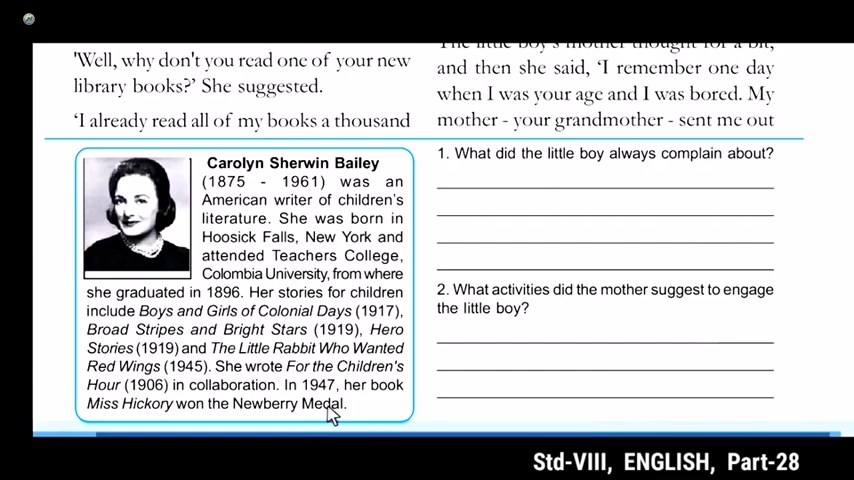 'Well, why don't you read one of your new
library books?' She suggested.
'I already read all of my books a thousand
The little boy's mother thought for a bit,
and then she said, 'I remember one day
when I was your age and I was bored. My
mother - your grandmother - sent me out
Carolyn Sherwin Bailey
(1875 - 1961) was an
American writer of children's
literature. She was born in
Hoosick Falls, New York and
attended Teachers College,
Colombia University, from where
she graduated in 1896. Her stories for children
include Boys and Girls of Colonial Days (1917),
Broad Stripes and Bright Stars (1919), Hero
Stories (1919) and The Little Rabbit Who Wanted
Red Wings (1945). She wrote For the Children's
Hour (1906) in collaboration. In 1947, her book
Miss Hickory won the Newberry Medal.
1. What did the little boy always complain about?
2. What activities did the mother suggest to engage
the little boy?
Std-VIII, ENGLISH, Part-28